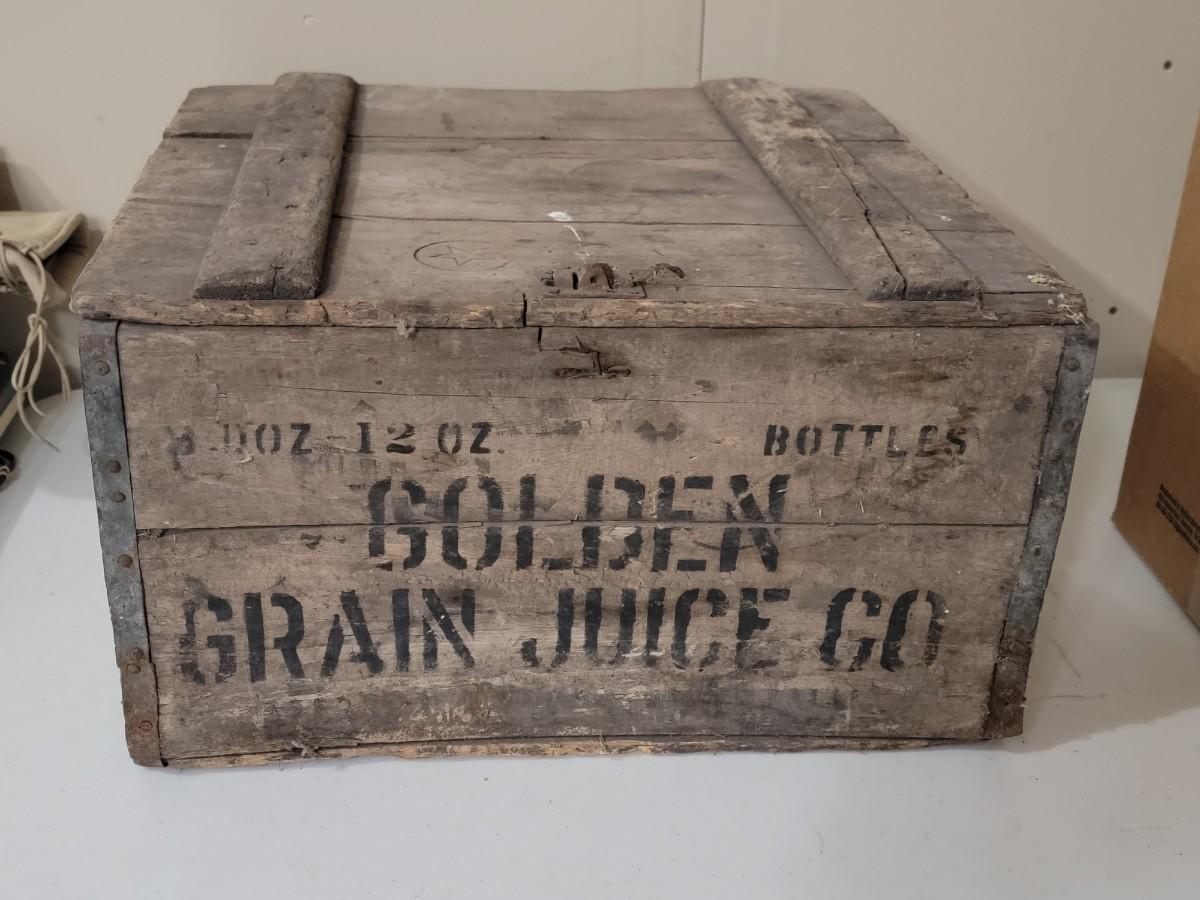 DOZ-12 OZ. BOTTLES
GOLDEN
GRAIN JUICE CO